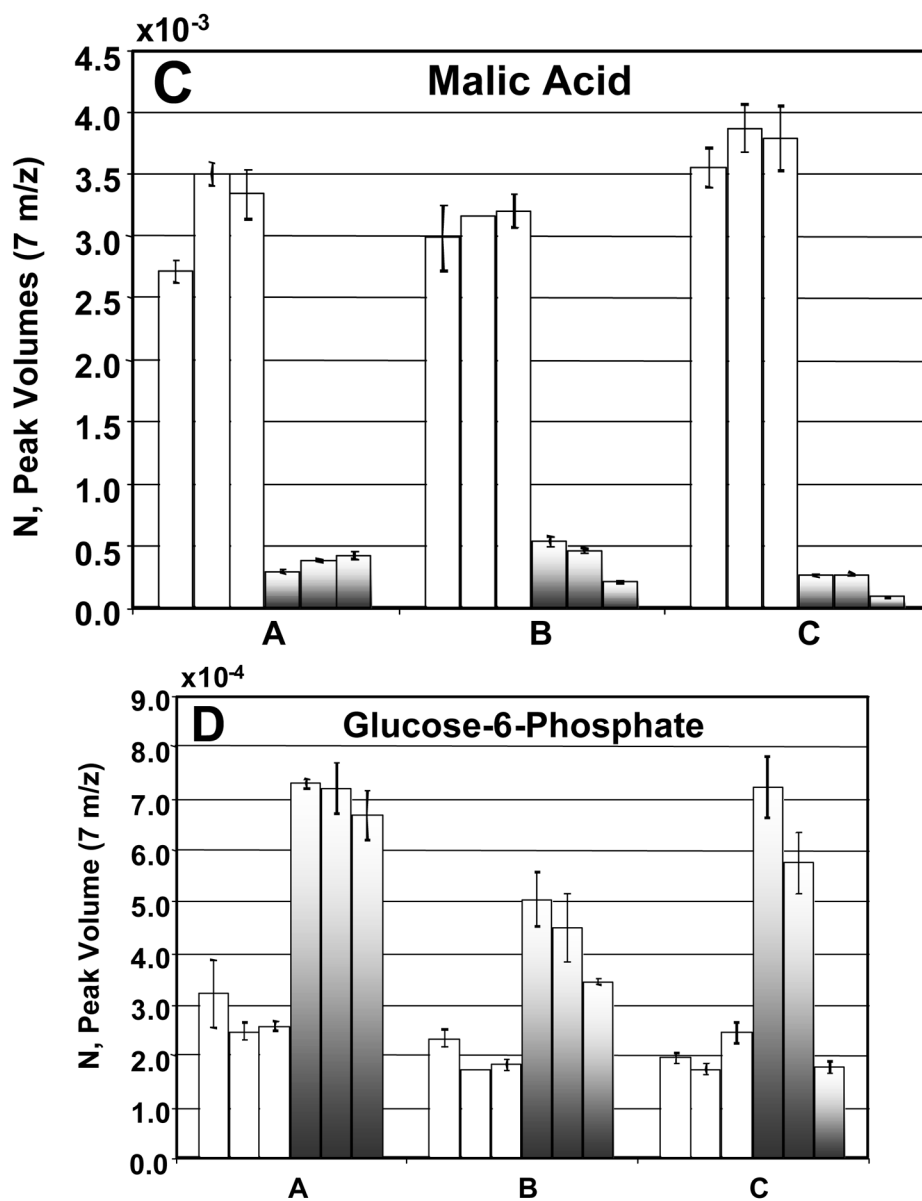 x10-3
C Malic Acid
N, Peak Volumes (7 m/z)
4.5
4.0
3.5
3.0
2.5
2.0
1.5
1.0
0.5
0.0
A B C
x10-4
D Glucose-6-Phosphate
N, Peak Volume (7 m/z)
9.0
8.0
7.0
6.0
5.0
4.0
3.0
2.0
1.0
0.0
A B C